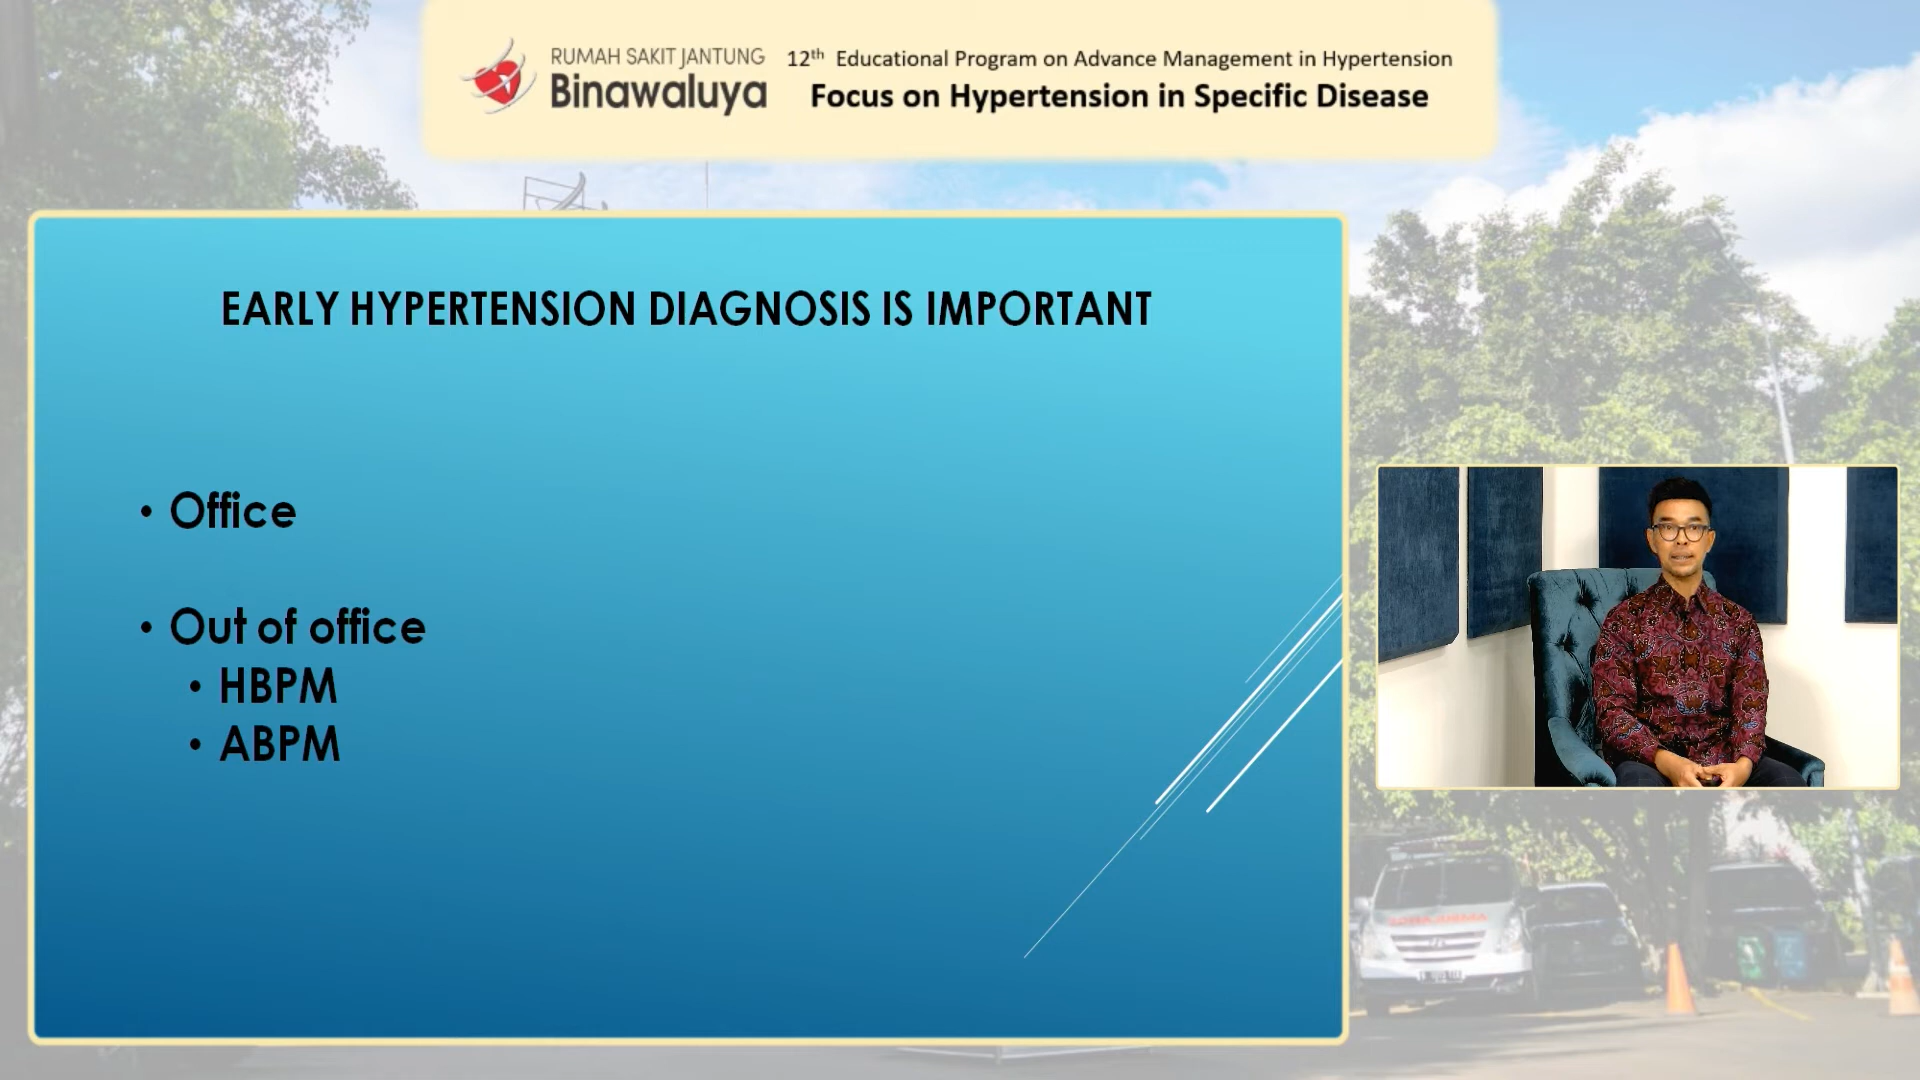 RUMAH SAKIT JANTUNG
Binawaluya
12th Educational Program on Advance Management in Hypertension
Focus on Hypertension in Specific Disease
EARLY HYPERTENSION DIAGNOSIS IS IMPORTANT
• Office
• Out of office
• HBPM
• ABPM